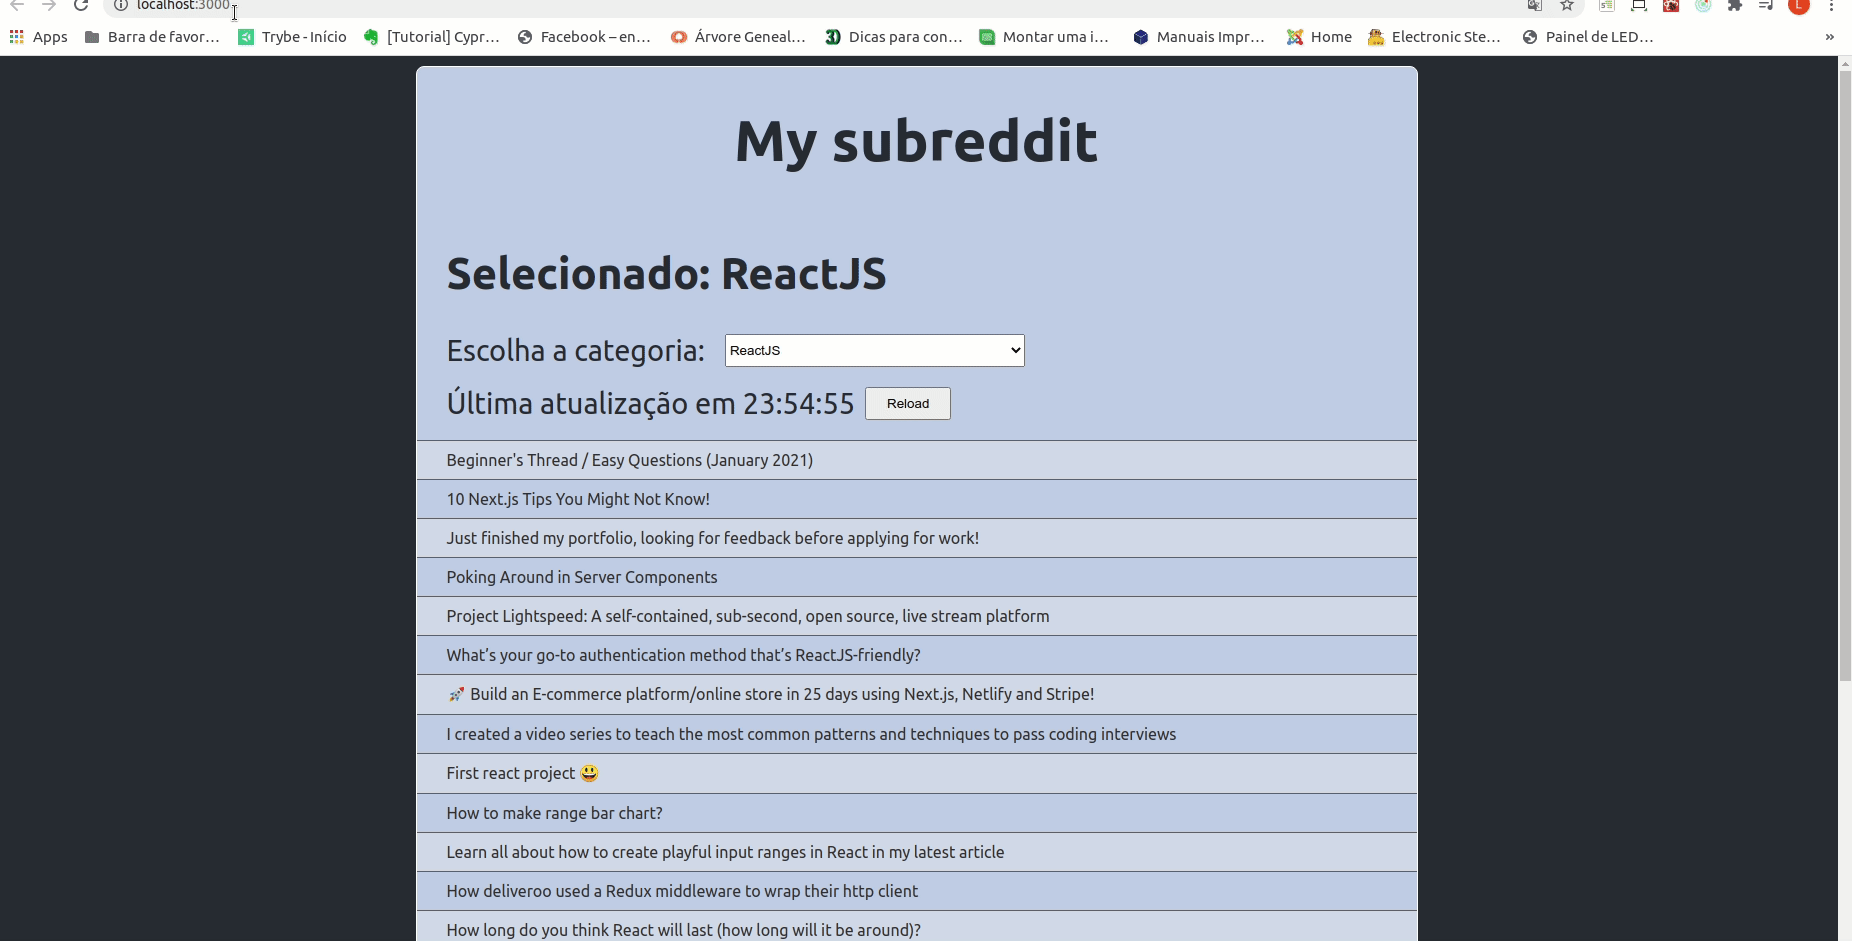 localhost:3000
Apps Barra de favor... Trybe - Início [Tutorial] Cypr... Facebook – en... Árvore Geneal... Dicas para con... Montar uma i... Manuais Impr... Home Electronic Ste... Painel de LED... »
My subreddit
Selecionado: ReactJS
Escolha a categoria: ReactJS
Última atualização em 23:54:55 Reload
Beginner's Thread / Easy Questions (January 2021)
10 Next.js Tips You Might Not Know!
Just finished my portfolio, looking for feedback before applying for work!
Poking Around in Server Components
Project Lightspeed: A self-contained, sub-second, open source, live stream platform
What’s your go-to authentication method that’s ReactJS-friendly?
🚀 Build an E-commerce platform/online store in 25 days using Next.js, Netlify and Stripe!
I created a video series to teach the most common patterns and techniques to pass coding interviews
First react project 😃
How to make range bar chart?
Learn all about how to create playful input ranges in React in my latest article
How deliveroo used a Redux middleware to wrap their http client
How long do you think React will last (how long will it be around)?